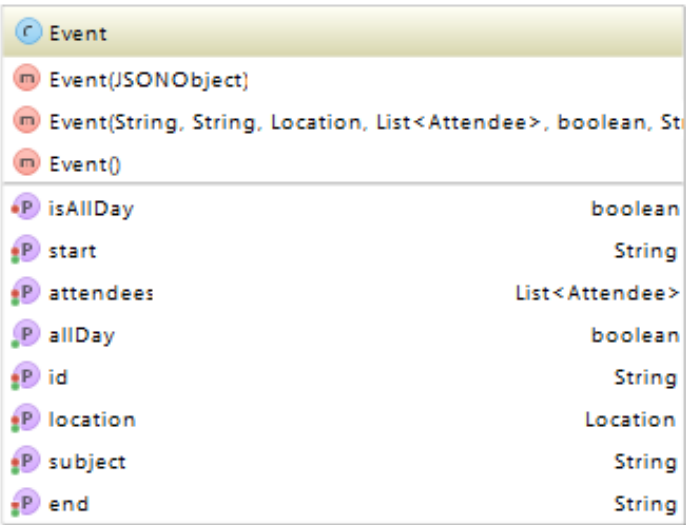 C Event
m Event(JSONObject)
m Event(String, String, Location, List<Attendee>, boolean, St
m Event()
P isAllDay boolean
P start String
P attendees List<Attendee>
P allDay boolean
P id String
P location Location
P subject String
P end String